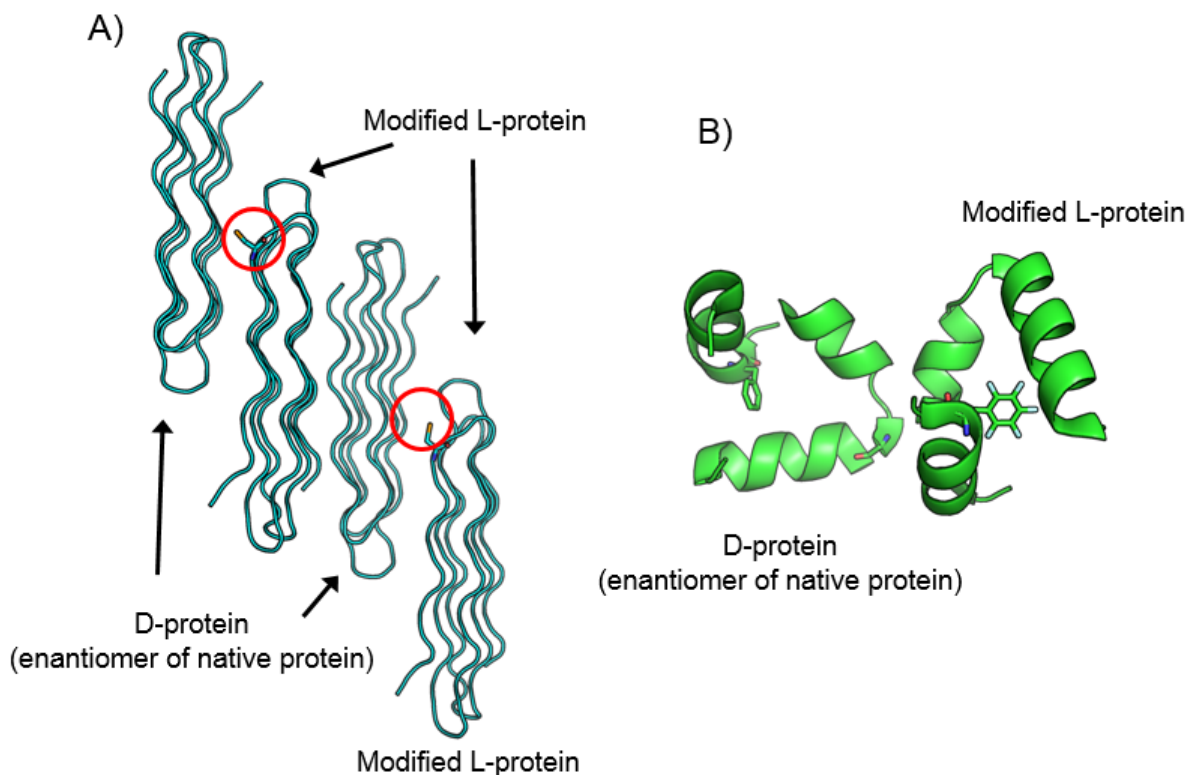 A)
Modified L-protein
B)
Modified L-protein
D-protein
(enantiomer of native protein)
D-protein
(enantiomer of native protein)
Modified L-protein